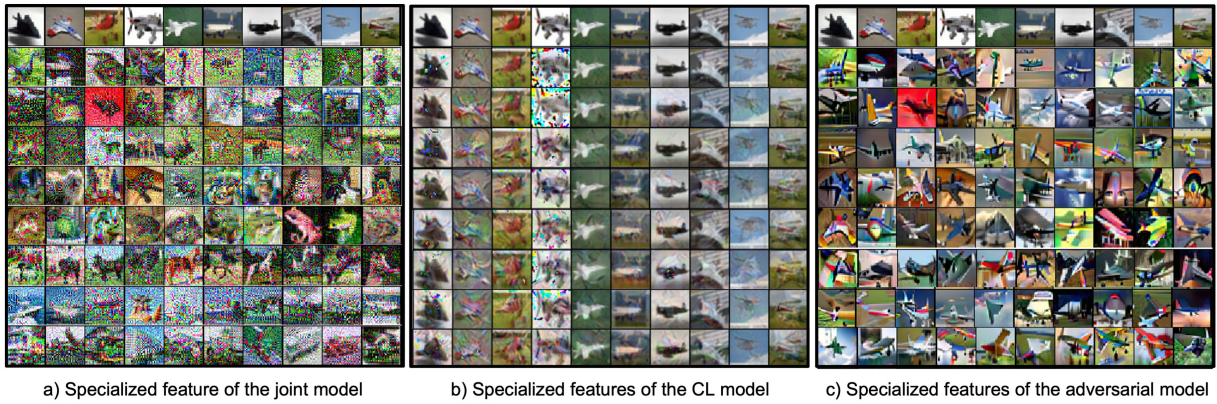 a) Specialized feature of the joint model
b) Specialized features of the CL model
c) Specialized features of the adversarial model